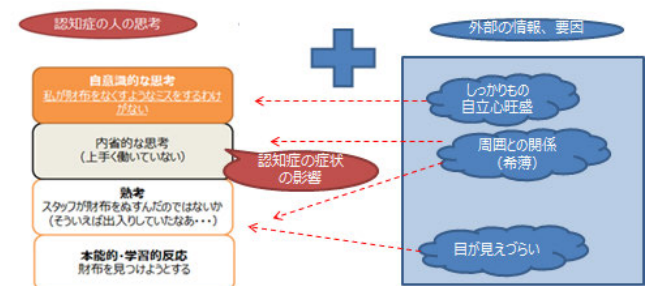 認知症の人の思考
外部の情報、要因
自意識的な思考
私が財布をなくすようなミスをするわけ
がない
内省的な思考
(上手く働いていない)
認知症の症状
の影響
熟考
スタッフが財布をぬすんだのではないか
(そういえば出入りしていたなあ・・・)
本能的・学習的反応
財布を見つけようとする
しっかりもの
自立心旺盛
周囲との関係
(希薄)
目が見えづらい